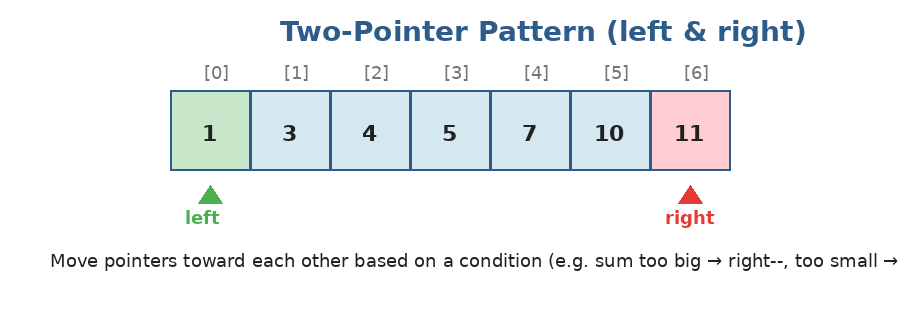 Two-Pointer Pattern (left & right)
[0] [1] [2] [3] [4] [5] [6]
1 3 4 5 7 10 11
left right
Move pointers toward each other based on a condition (e.g. sum too big → right--, too small →